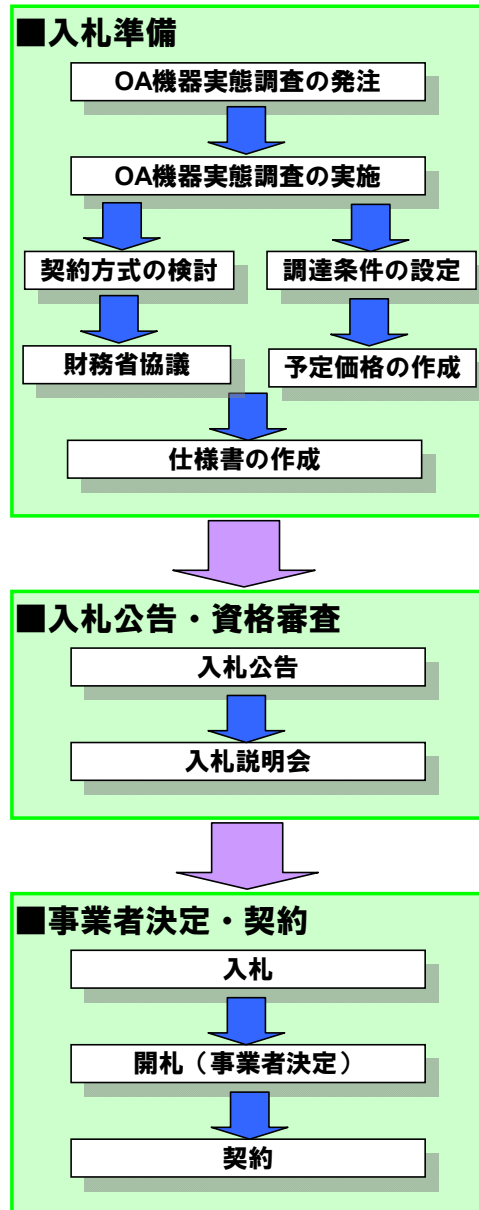 ■入札準備
OA機器実態調査の発注
OA機器実態調査の実施
契約方式の検討
調達条件の設定
財務省協議
予定価格の作成
仕様書の作成
■入札公告・資格審査
入札公告
入札説明会
■事業者決定・契約
入札
開札（事業者決定）
契約